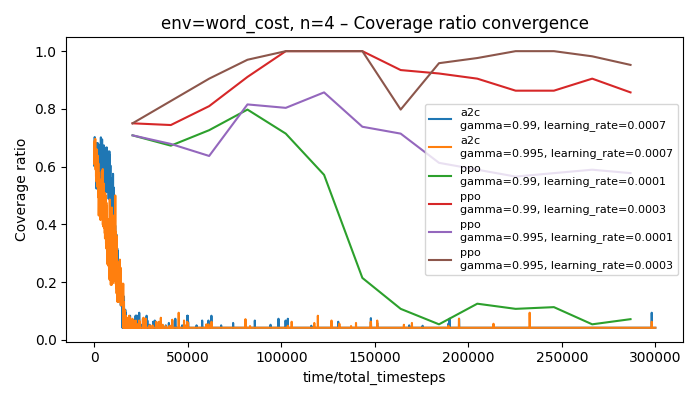 env=word_cost, n=4 – Coverage ratio convergence
Coverage ratio
1.0
0.8
0.6
0.4
0.2
0.0
a2c
gamma=0.99, learning_rate=0.0007
a2c
gamma=0.995, learning_rate=0.0007
ppo
gamma=0.99, learning_rate=0.0001
ppo
gamma=0.99, learning_rate=0.0003
ppo
gamma=0.995, learning_rate=0.0001
ppo
gamma=0.995, learning_rate=0.0003
0 50000 100000 150000 200000 250000 300000
time/total_timesteps